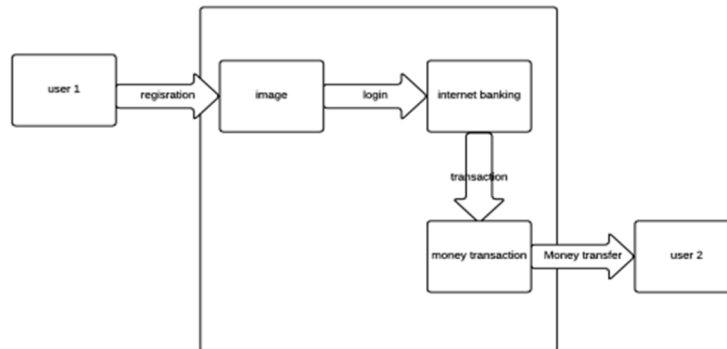 user 1
regisration
image
login
internet banking
transaction
money transaction
Money transfer
user 2